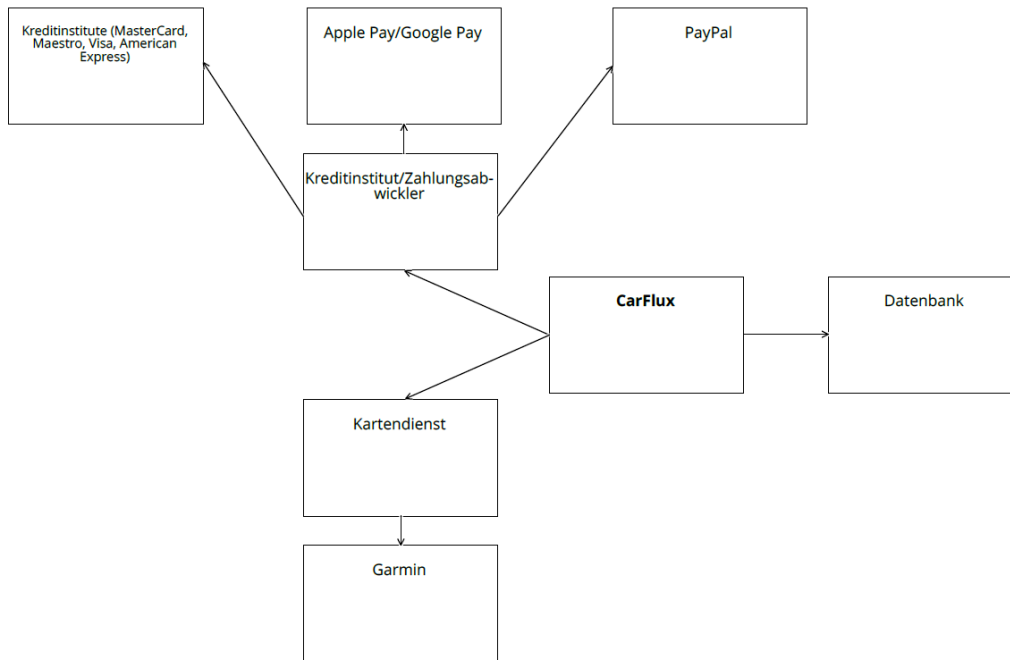 Kreditinstitute (MasterCard,
Maestro, Visa, American
Express)
Apple Pay/Google Pay
PayPal
Kreditinstitut/Zahlungsab-
wickler
CarFlux
Datenbank
Kartendienst
Garmin